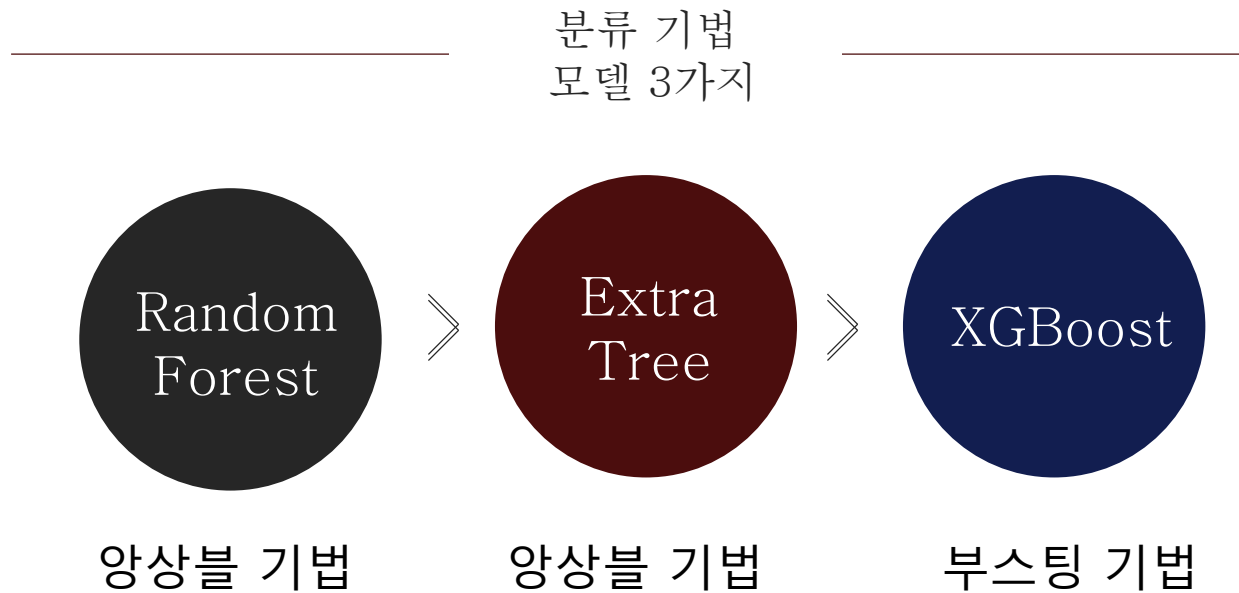 분류 기법
모델 3가지
Random
Forest
Extra
Tree
XGBoost
앙상블 기법
앙상블 기법
부스팅 기법